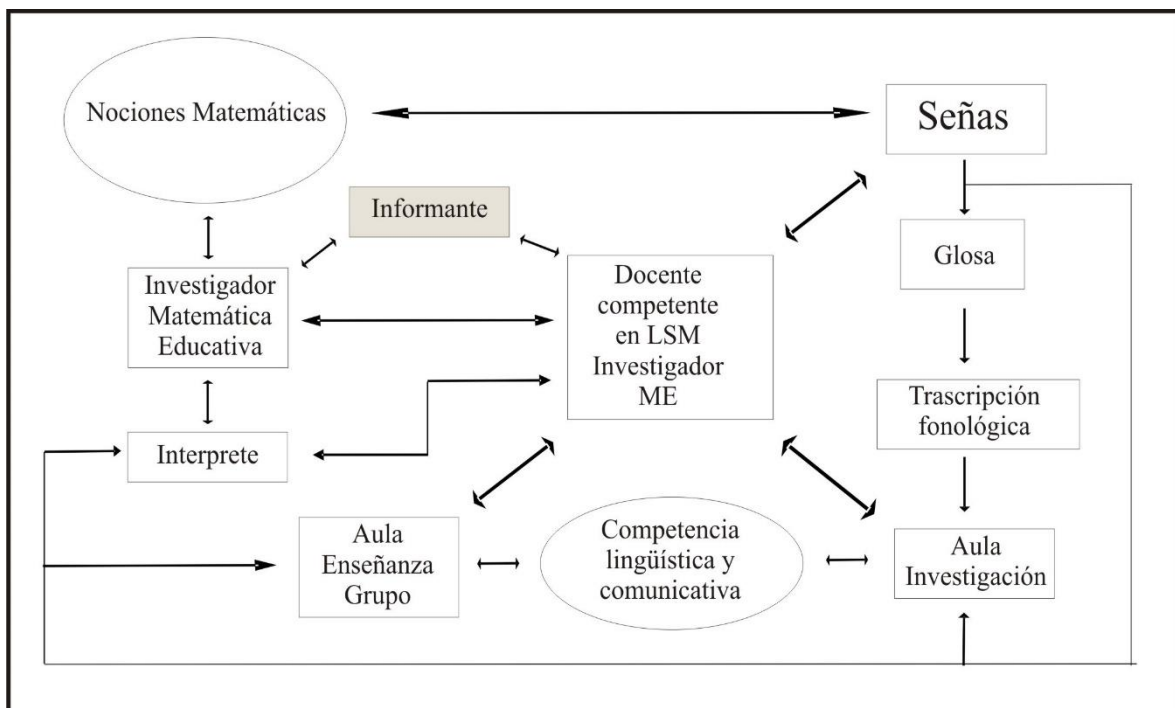 Nociones Matemáticas
Señas
Informante
Glosa
Investigador
Matemática
Educativa
Docente
competente
en LSM
Investigador
ME
Trascripción
fonológica
Interprete
Aula
Enseñanza
Grupo
Competencia
lingüística y
comunicativa
Aula
Investigación